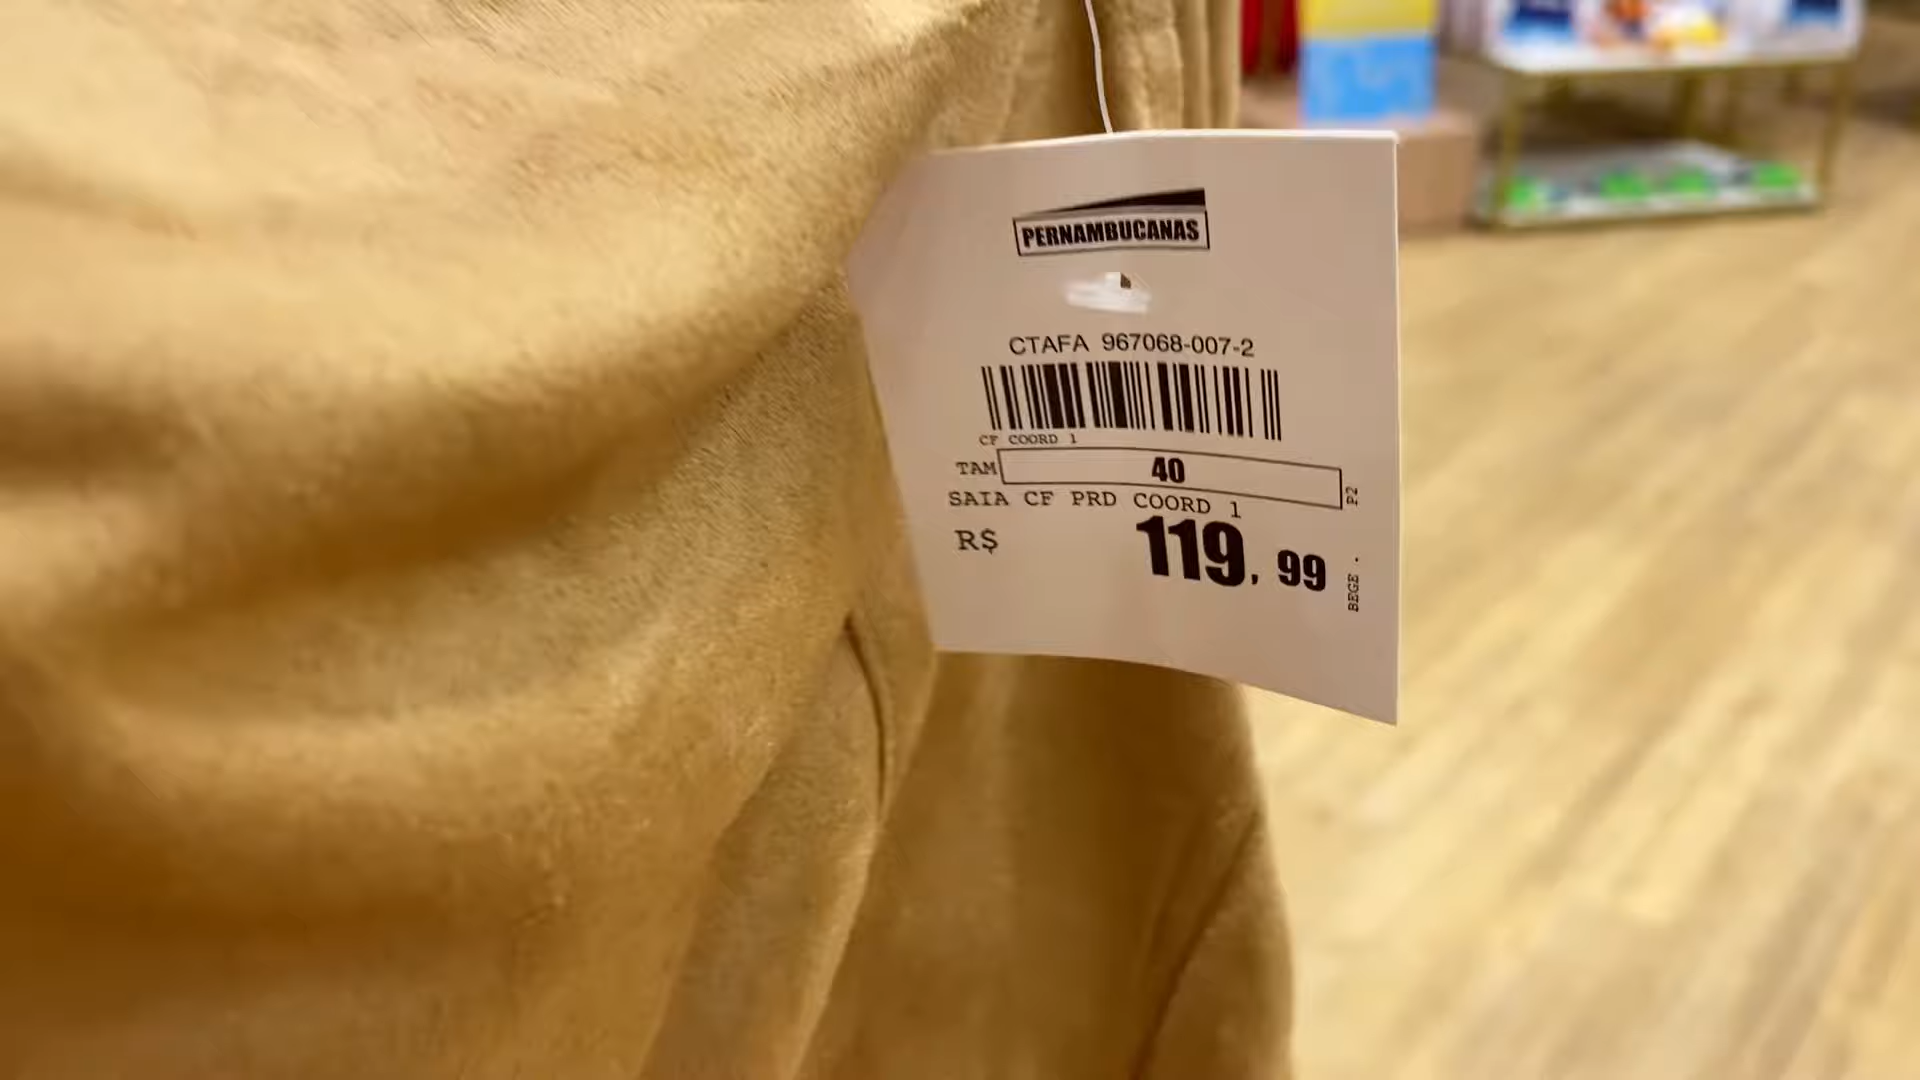 PERNAMBUCANAS
CTAFA 967068-007-2
CF COORD 1
TAM 40
P2
SAIA CF PRD COORD 1
R$ 119,99
BEGE .